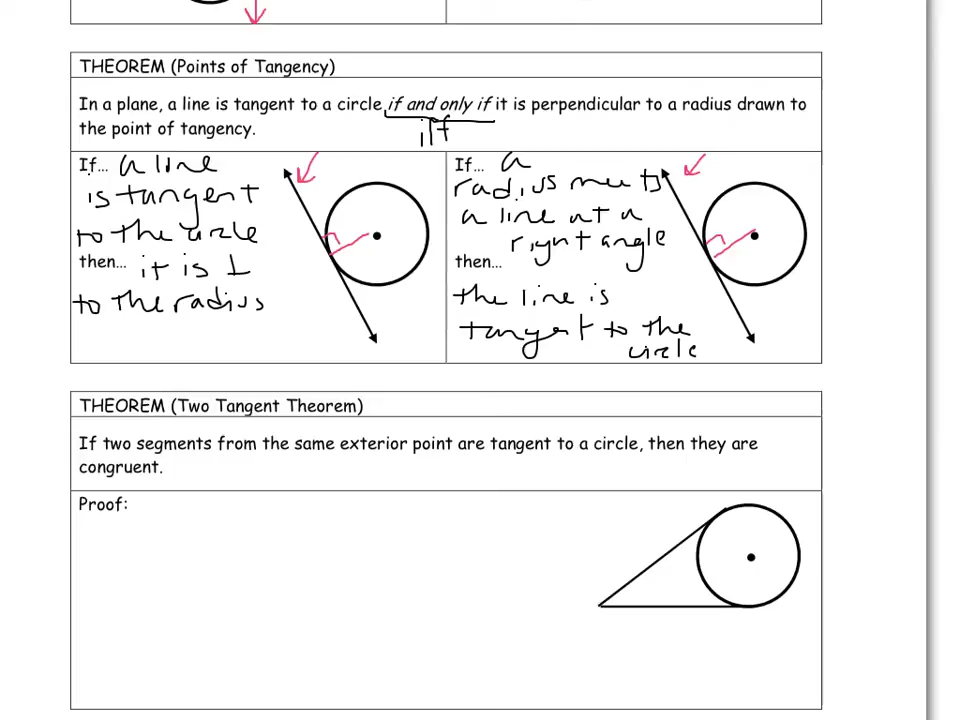 THEOREM (Points of Tangency)
In a plane, a line is tangent to a circle if and only if it is perpendicular to a radius drawn to
the point of tangency.
iff
If... a line
is tangent
to the circle
then... it is ⊥
to the radius
If... a
radius meets
a line at a
right angle
then...
the line is
tangent to the
circle
THEOREM (Two Tangent Theorem)
If two segments from the same exterior point are tangent to a circle, then they are
congruent.
Proof: